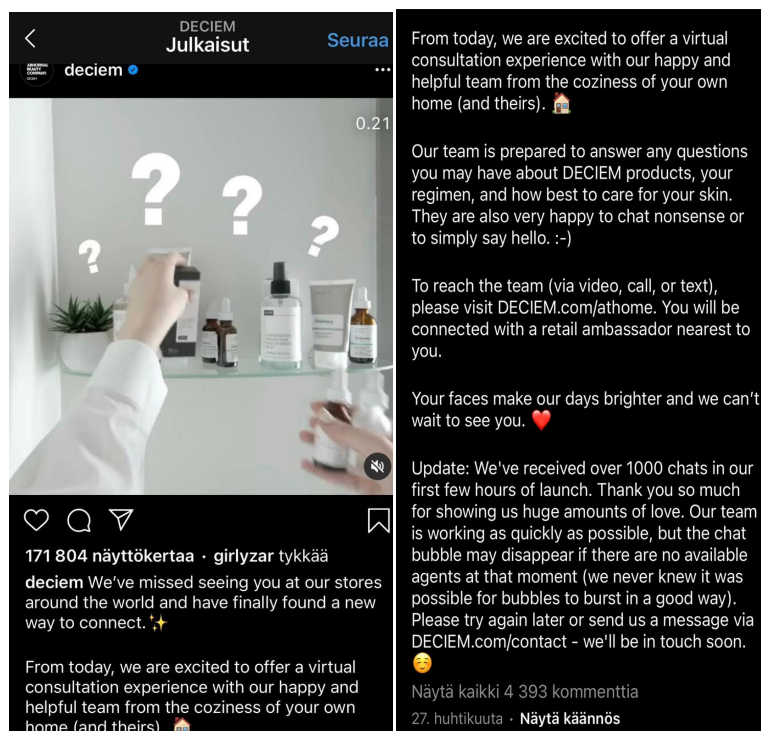 DECIEM
Julkaisut
Seuraa
ABNORMAL
BEAUTY
COMPANY.
deciem
0.21
? ? ? ?
NIOD
171 804 näyttökertaa · girlyzar tykkää
deciem We've missed seeing you at our stores
around the world and have finally found a new
way to connect.✨
From today, we are excited to offer a virtual
consultation experience with our happy and
helpful team from the coziness of your own
home (and theirs). 🏠
From today, we are excited to offer a virtual
consultation experience with our happy and
helpful team from the coziness of your own
home (and theirs). 🏠
Our team is prepared to answer any questions
you may have about DECIEM products, your
regimen, and how best to care for your skin.
They are also very happy to chat nonsense or
to simply say hello. :-)
To reach the team (via video, call, or text),
please visit DECIEM.com/athome. You will be
connected with a retail ambassador nearest to
you.
Your faces make our days brighter and we can't
wait to see you. ❤️
Update: We've received over 1000 chats in our
first few hours of launch. Thank you so much
for showing us huge amounts of love. Our team
is working as quickly as possible, but the chat
bubble may disappear if there are no available
agents at that moment (we never knew it was
possible for bubbles to burst in a good way).
Please try again later or send us a message via
DECIEM.com/contact - we'll be in touch soon.
☺️
Näytä kaikki 4 393 kommenttia
27. huhtikuuta · Näytä käännös